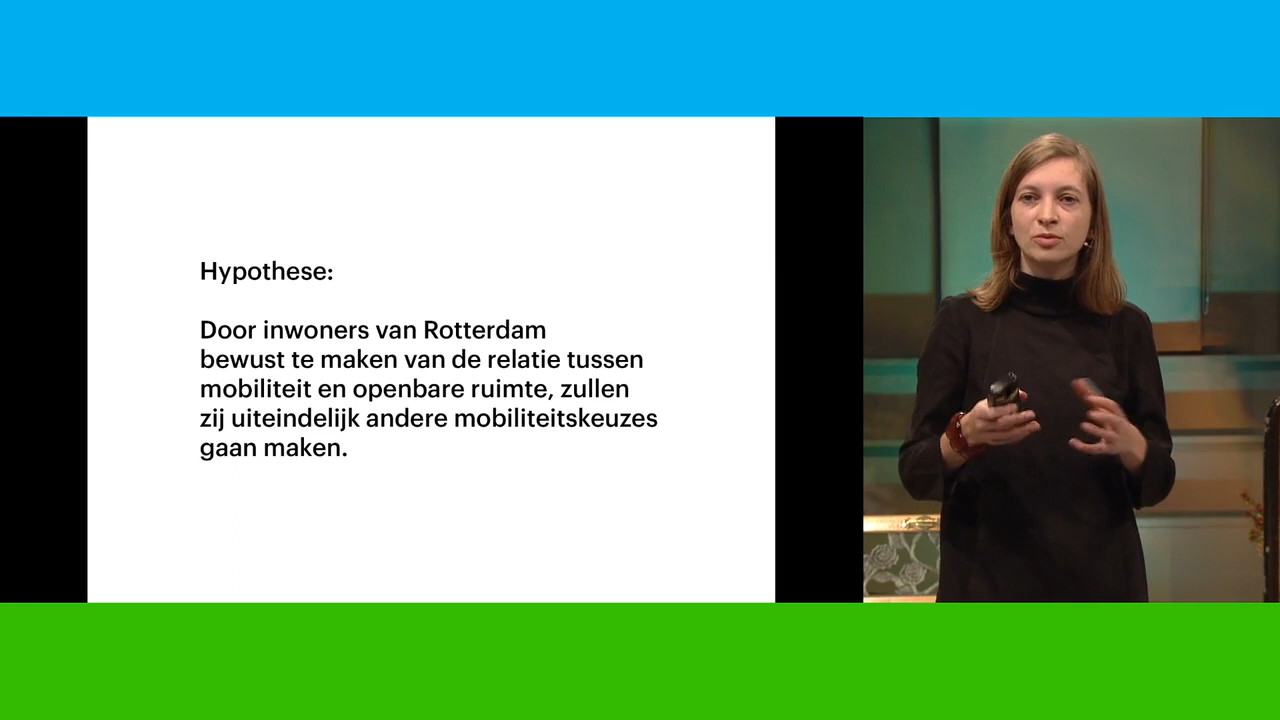 Hypothese:
Door inwoners van Rotterdam
bewust te maken van de relatie tussen
mobiliteit en openbare ruimte, zullen
zij uiteindelijk andere mobiliteitskeuzes
gaan maken.